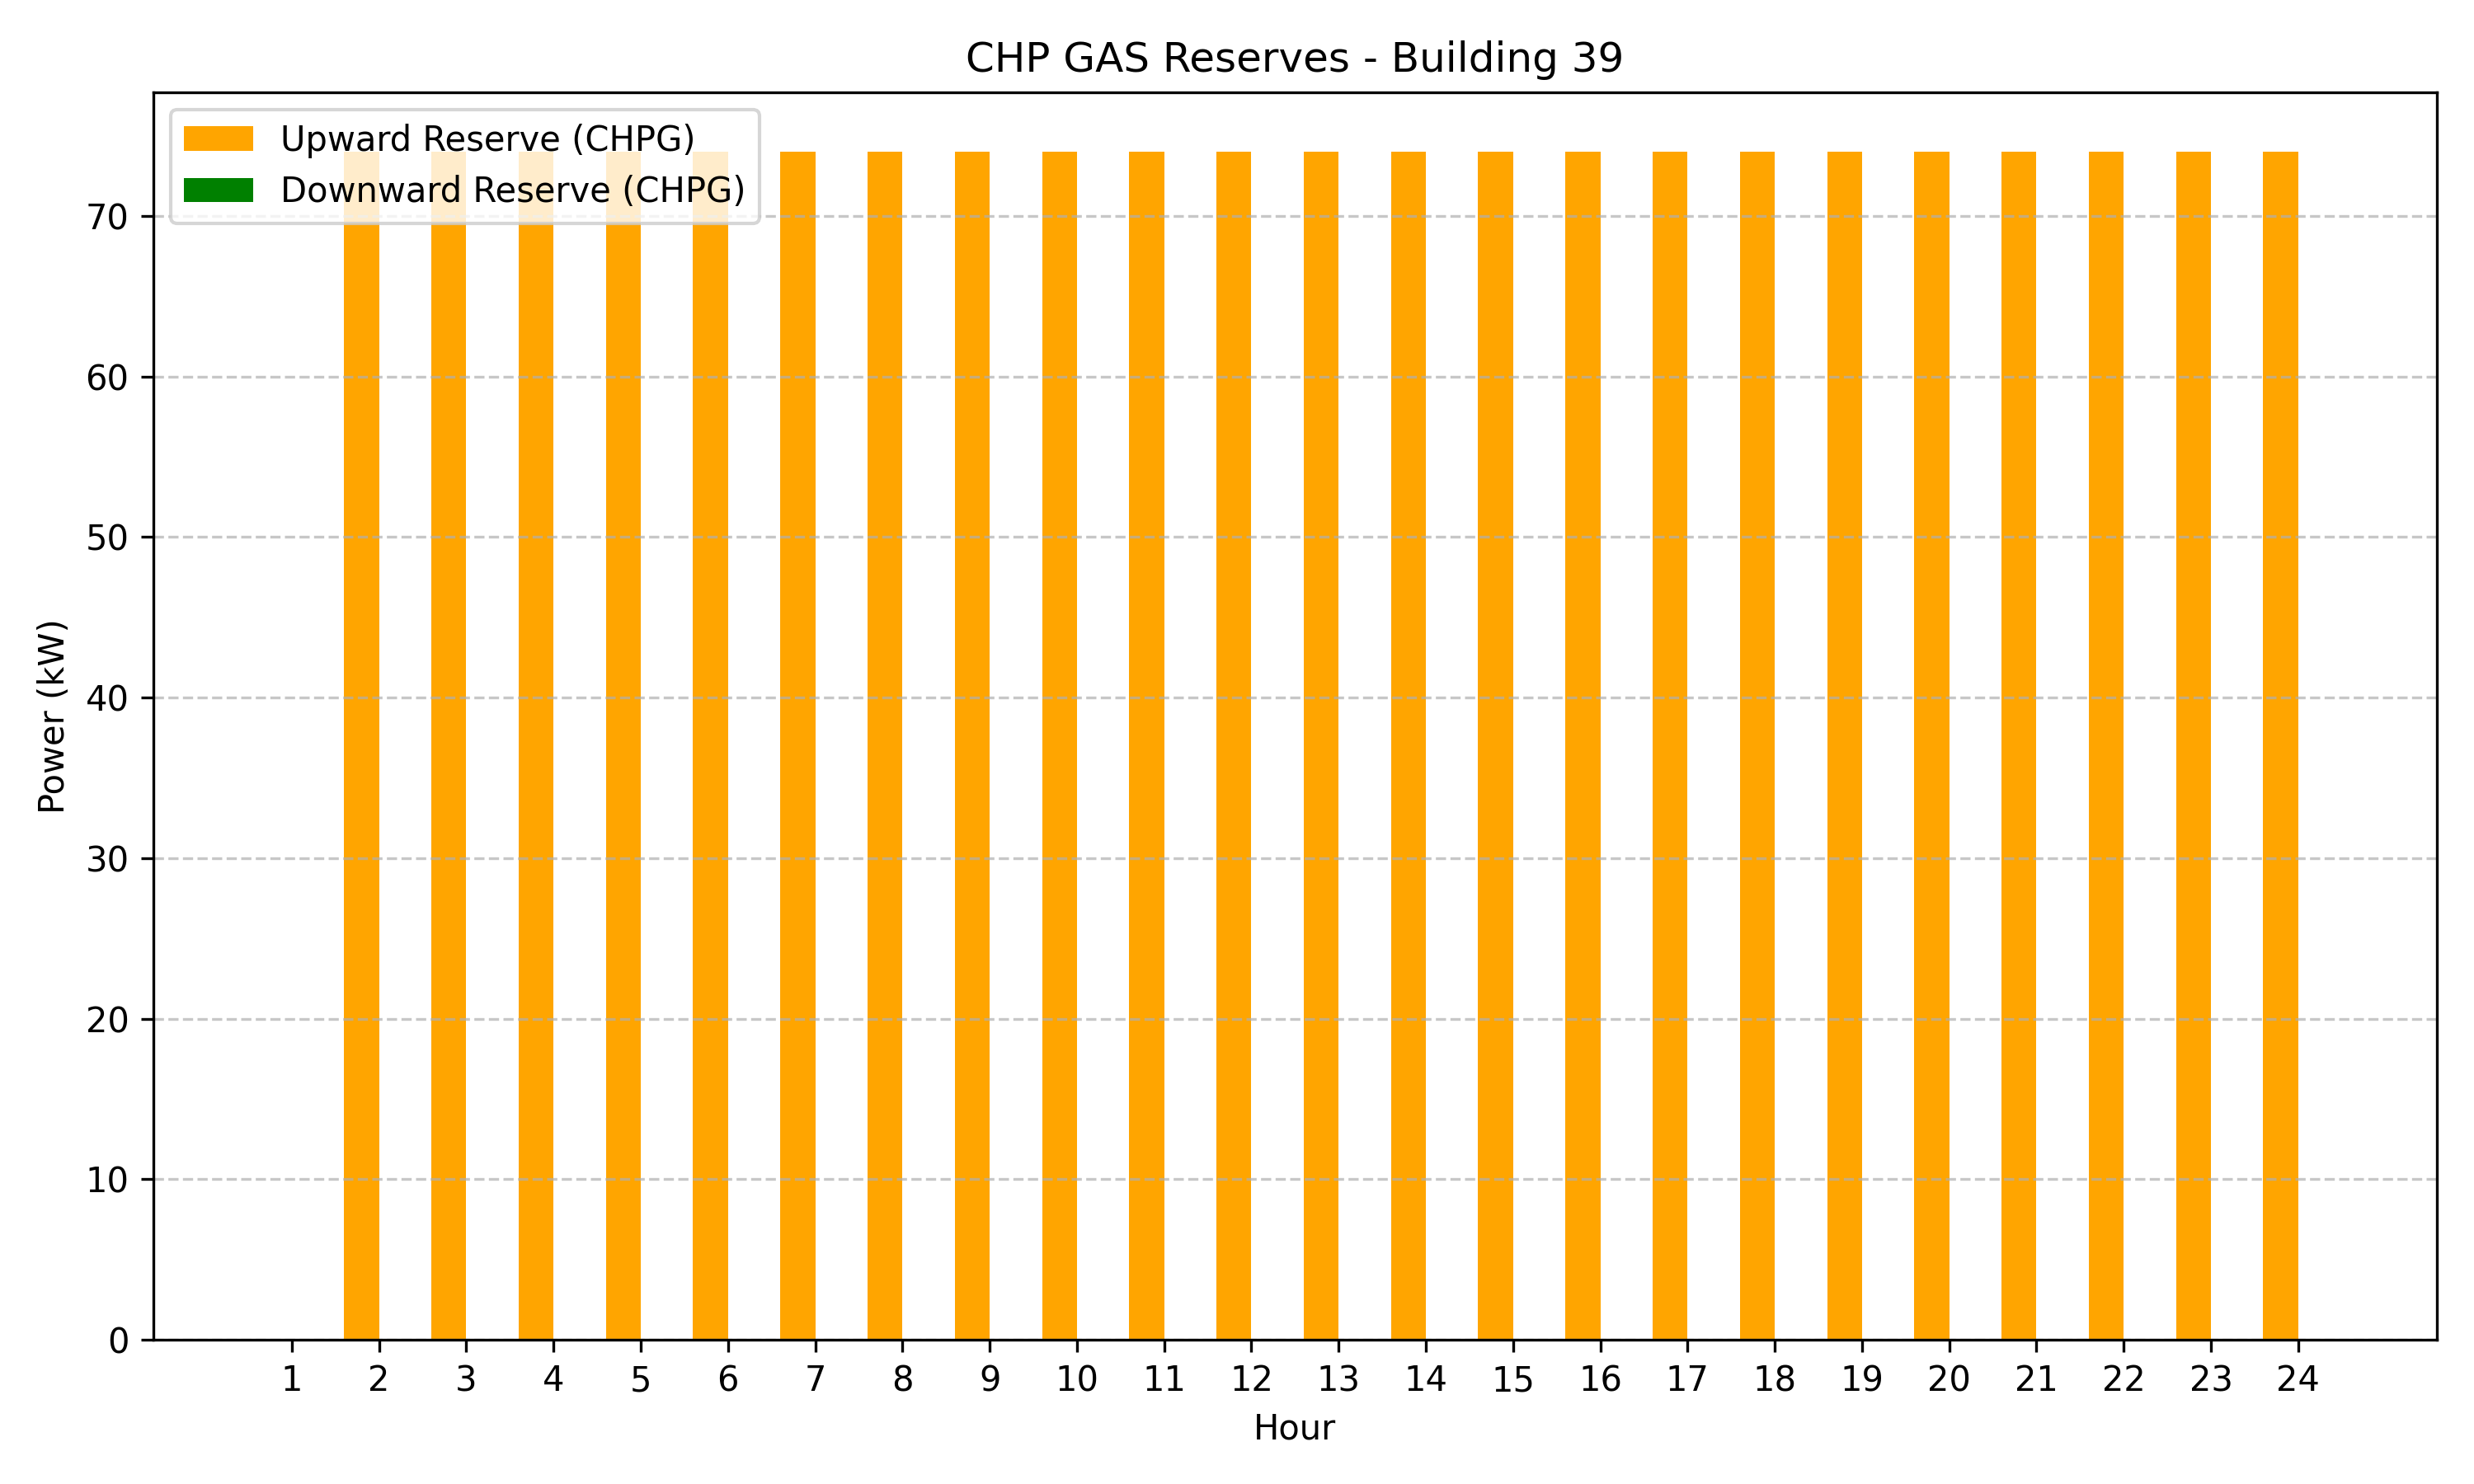 CHP GAS Reserves - Building 39
Upward Reserve (CHPG)
Downward Reserve (CHPG)
70
60
50
40
30
20
10
0
Power (kW)
1 2 3 4 5 6 7 8 9 10 11 12 13 14 15 16 17 18 19 20 21 22 23 24
Hour